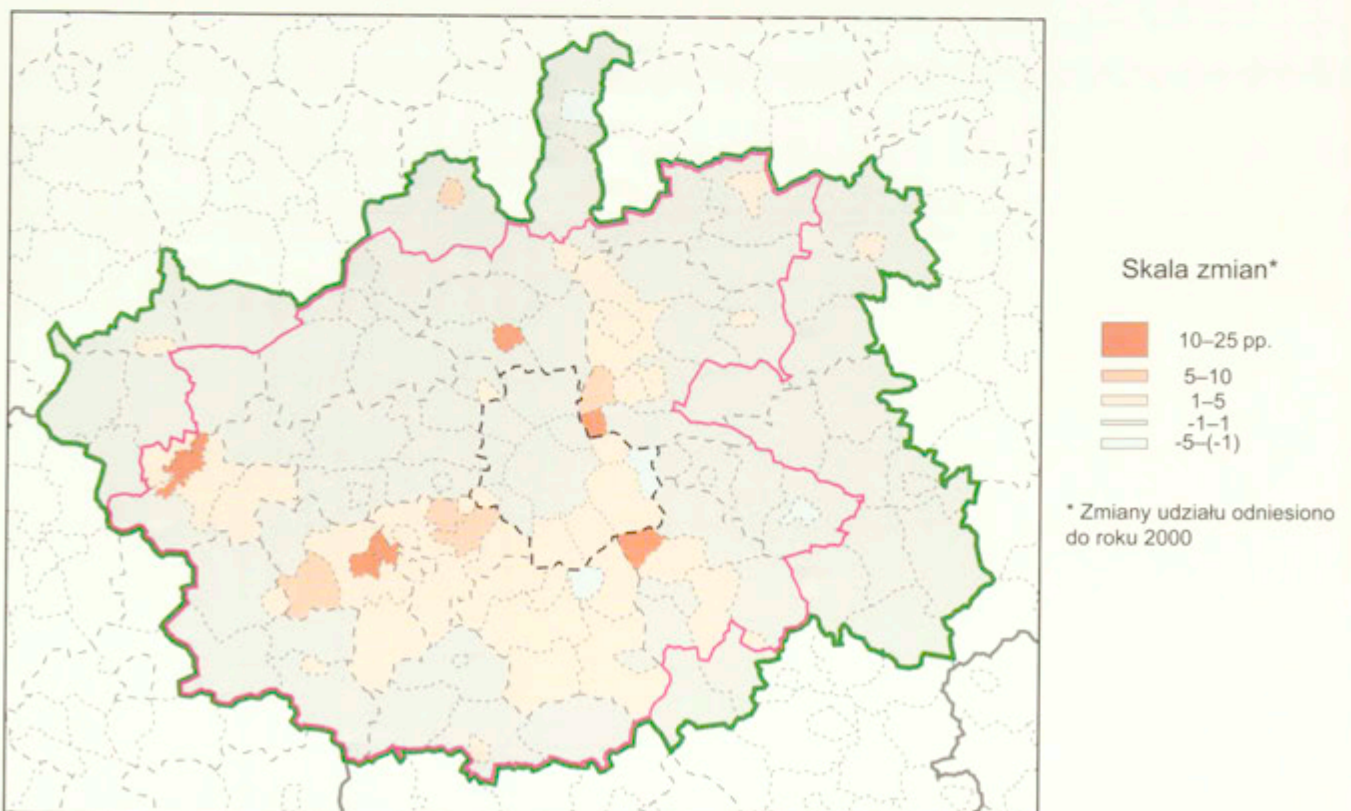 Skala zmian*
10–25 pp.
5–10
1–5
-1–1
-5–(-1)
* Zmiany udziału odniesiono
do roku 2000